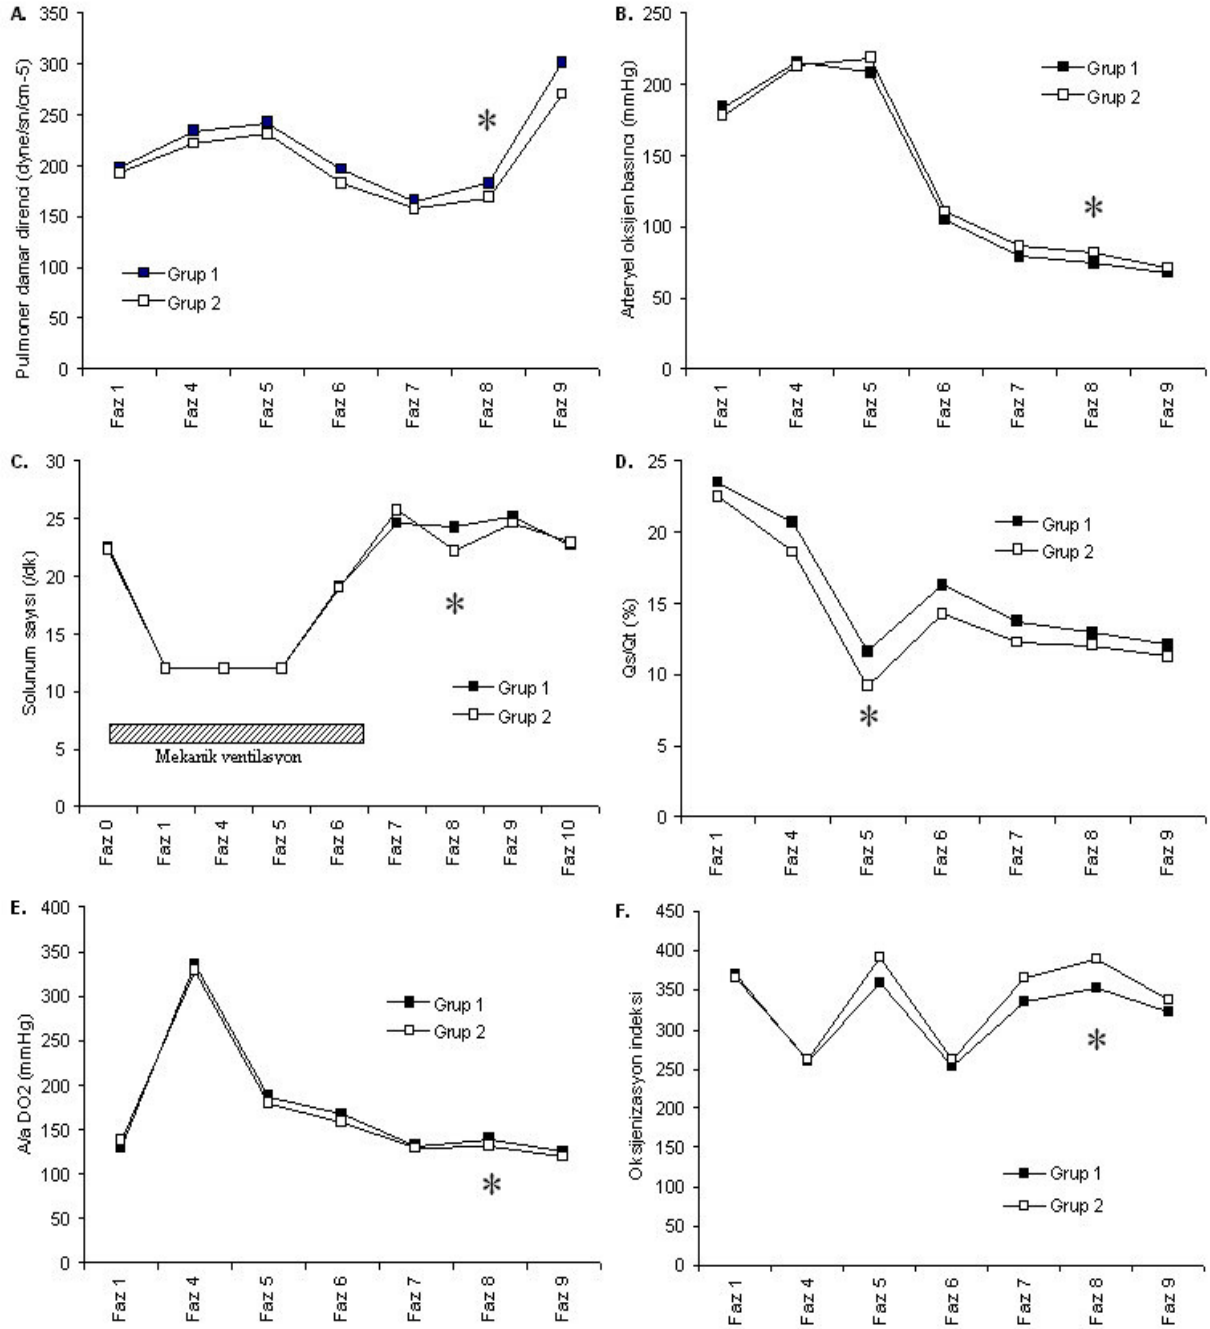 A.
Pulmoner damar direnci (dyne/sn/cm-5)
350
300
250
200
150
100
50
0
*
Grup 1
Grup 2
Faz 1
Faz 4
Faz 5
Faz 6
Faz 7
Faz 8
Faz 9
B.
Arteryel oksijen basıncı (mmHg)
250
200
150
100
50
0
Grup 1
Grup 2
*
Faz 1
Faz 4
Faz 5
Faz 6
Faz 7
Faz 8
Faz 9
C.
Solunum sayısı (/dk)
30
25
20
15
10
5
0
*
Grup 1
Grup 2
Mekanik ventilasyon
Faz 0
Faz 1
Faz 4
Faz 5
Faz 6
Faz 7
Faz 8
Faz 9
Faz 10
D.
Qs/Qt (%)
25
20
15
10
5
0
Grup 1
Grup 2
*
Faz 1
Faz 4
Faz 5
Faz 6
Faz 7
Faz 8
Faz 9
E.
A/a DO2 (mmHg)
400
350
300
250
200
150
100
50
0
Grup 1
Grup 2
*
Faz 1
Faz 4
Faz 5
Faz 6
Faz 7
Faz 8
Faz 9
F.
Oksijenizasyon indeksi
450
400
350
300
250
200
150
100
50
0
*
Grup 1
Grup 2
Faz 1
Faz 4
Faz 5
Faz 6
Faz 7
Faz 8
Faz 9